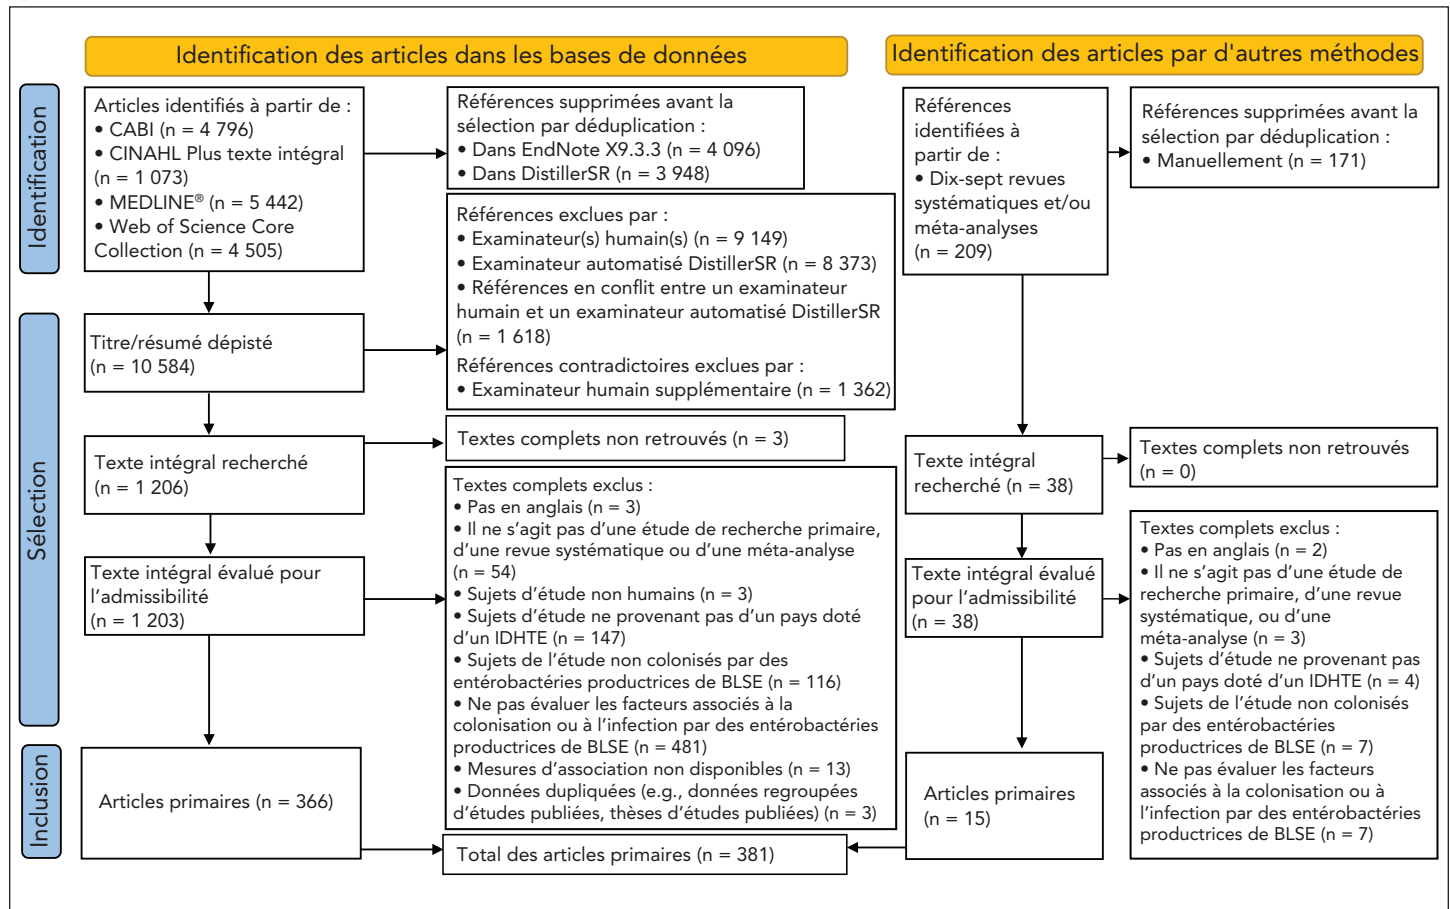 Identification des articles dans les bases de données
Identification des articles par d'autres méthodes
Identification
Articles identifiés à partir de :
• CABI (n = 4 796)
• CINAHL Plus texte intégral
(n = 1 073)
• MEDLINE® (n = 5 442)
• Web of Science Core
Collection (n = 4 505)
Références supprimées avant la
sélection par déduplication :
• Dans EndNote X9.3.3 (n = 4 096)
• Dans DistillerSR (n = 3 948)
Références
identifiées à
partir de :
• Dix-sept revues
systématiques et/ou
méta-analyses
(n = 209)
Références supprimées avant la
sélection par déduplication :
• Manuellement (n = 171)
Sélection
Titre/résumé dépisté
(n = 10 584)
Références exclues par :
• Examinateur(s) humain(s) (n = 9 149)
• Examinateur automatisé DistillerSR (n = 8 373)
• Références en conflit entre un examinateur
humain et un examinateur automatisé DistillerSR
(n = 1 618)
Références contradictoires exclues par :
• Examinateur humain supplémentaire (n = 1 362)
Texte intégral recherché
(n = 1 206)
Textes complets non retrouvés (n = 3)
Texte intégral
recherché (n = 38)
Textes complets non retrouvés
(n = 0)
Texte intégral évalué pour
l'admissibilité
(n = 1 203)
Textes complets exclus :
• Pas en anglais (n = 3)
• Il ne s'agit pas d'une étude de recherche primaire,
d'une revue systématique ou d'une méta-analyse
(n = 54)
• Sujets d'étude non humains (n = 3)
• Sujets d'étude ne provenant pas d'un pays doté
d'un IDHTE (n = 147)
• Sujets de l'étude non colonisés par des
entérobactéries productrices de BLSE (n = 116)
• Ne pas évaluer les facteurs associés à la
colonisation ou à l'infection par des entérobactéries
productrices de BLSE (n = 481)
• Mesures d'association non disponibles (n = 13)
• Données dupliquées (e.g., données regroupées
d'études publiées, thèses d'études publiées) (n = 3)
Texte intégral évalué
pour l'admissibilité
(n = 38)
Textes complets exclus :
• Pas en anglais (n = 2)
• Il ne s'agit pas d'une étude de
recherche primaire, d'une revue
systématique, ou d'une
méta-analyse (n = 3)
• Sujets d'étude ne provenant pas
d'un pays doté d'un IDHTE (n = 4)
• Sujets de l'étude non colonisés
par des entérobactéries
productrices de BLSE (n = 7)
• Ne pas évaluer les facteurs
associés à la colonisation ou à
l'infection par des entérobactéries
productrices de BLSE (n = 7)
Inclusion
Articles primaires (n = 366)
Articles primaires
(n = 15)
Total des articles primaires (n = 381)